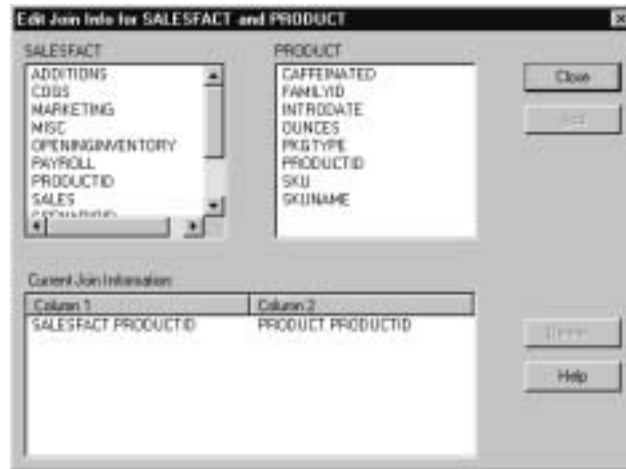 Edit Join Info for SALESFACT and PRODUCT
SALESFACT
ADDITIONS
COGS
MARKETING
MISC
OPENINGINVENTORY
PAYROLL
PRODUCTID
SALES
PRODUCT
CAFFEINATED
FAMILYID
INTRODATE
OUNCES
PKGTYPE
PRODUCTID
SKU
SKUNAME
Close
Current Join Information:
Column 1 Column 2
SALESFACT PRODUCTID PRODUCT PRODUCTID
Help